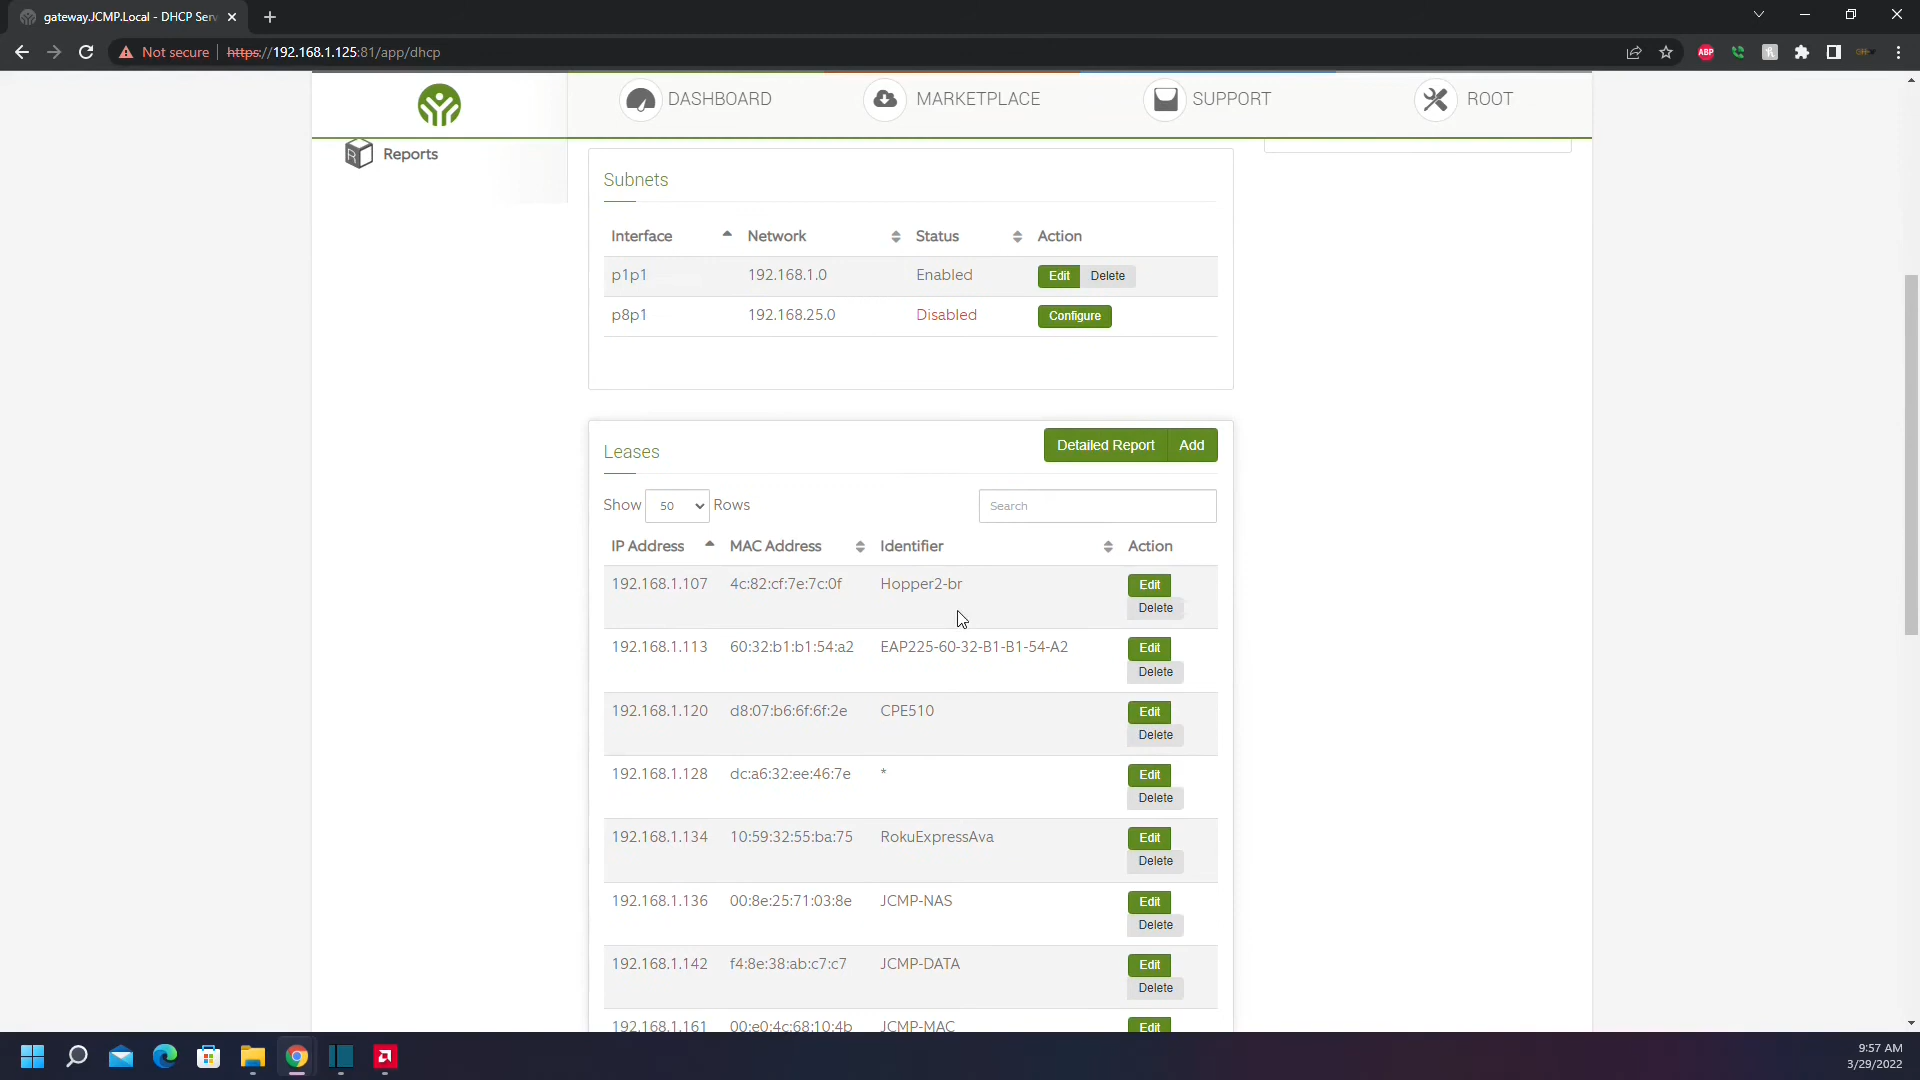 gateway.JCMP.Local - DHCP Serv
Not secure
https://192.168.1.125:81/app/dhcp
ABP
DASHBOARD
MARKETPLACE
SUPPORT
ROOT
Reports
Subnets
Interface Network Status Action
p1p1 192.168.1.0 Enabled Edit Delete
p8p1 192.168.25.0 Disabled Configure
Leases
Detailed Report Add
Show 50 Rows
Search
IP Address MAC Address Identifier Action
192.168.1.107 4c:82:cf:7e:7c:0f Hopper2-br Edit
Delete
192.168.1.113 60:32:b1:b1:54:a2 EAP225-60-32-B1-B1-54-A2 Edit
Delete
192.168.1.120 d8:07:b6:6f:6f:2e CPE510 Edit
Delete
192.168.1.128 dc:a6:32:ee:46:7e * Edit
Delete
192.168.1.134 10:59:32:55:ba:75 RokuExpressAva Edit
Delete
192.168.1.136 00:8e:25:71:03:8e JCMP-NAS Edit
Delete
192.168.1.142 f4:8e:38:ab:c7:c7 JCMP-DATA Edit
Delete
192.168.1.161 00:e0:4c:68:10:4b JCMP-MAC Edit
9:57 AM
3/29/2022